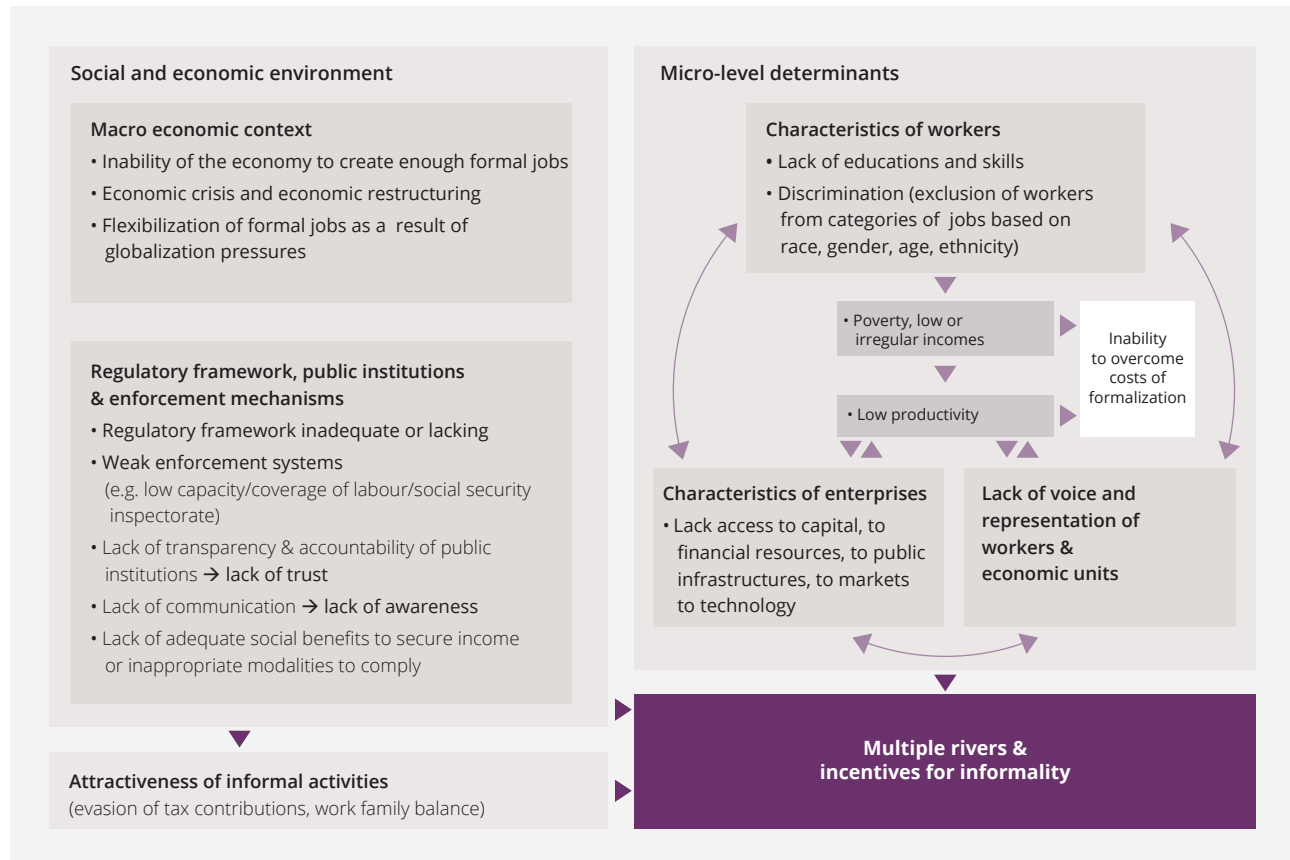 Social and economic environment
Macro economic context
• Inability of the economy to create enough formal jobs
• Economic crisis and economic restructuring
• Flexibilization of formal jobs as a result of
globalization pressures
Regulatory framework, public institutions
& enforcement mechanisms
• Regulatory framework inadequate or lacking
• Weak enforcement systems
(e.g. low capacity/coverage of labour/social security
inspectorate)
• Lack of transparency & accountability of public
institutions → lack of trust
• Lack of communication → lack of awareness
• Lack of adequate social benefits to secure income
or inappropriate modalities to comply
Attractiveness of informal activities
(evasion of tax contributions, work family balance)
Micro-level determinants
Characteristics of workers
• Lack of educations and skills
• Discrimination (exclusion of workers
from categories of jobs based on
race, gender, age, ethnicity)
• Poverty, low or
irregular incomes
• Low productivity
Inability
to overcome
costs of
formalization
Characteristics of enterprises
• Lack access to capital, to
financial resources, to public
infrastructures, to markets
to technology
Lack of voice and
representation of
workers &
economic units
Multiple rivers &
incentives for informality